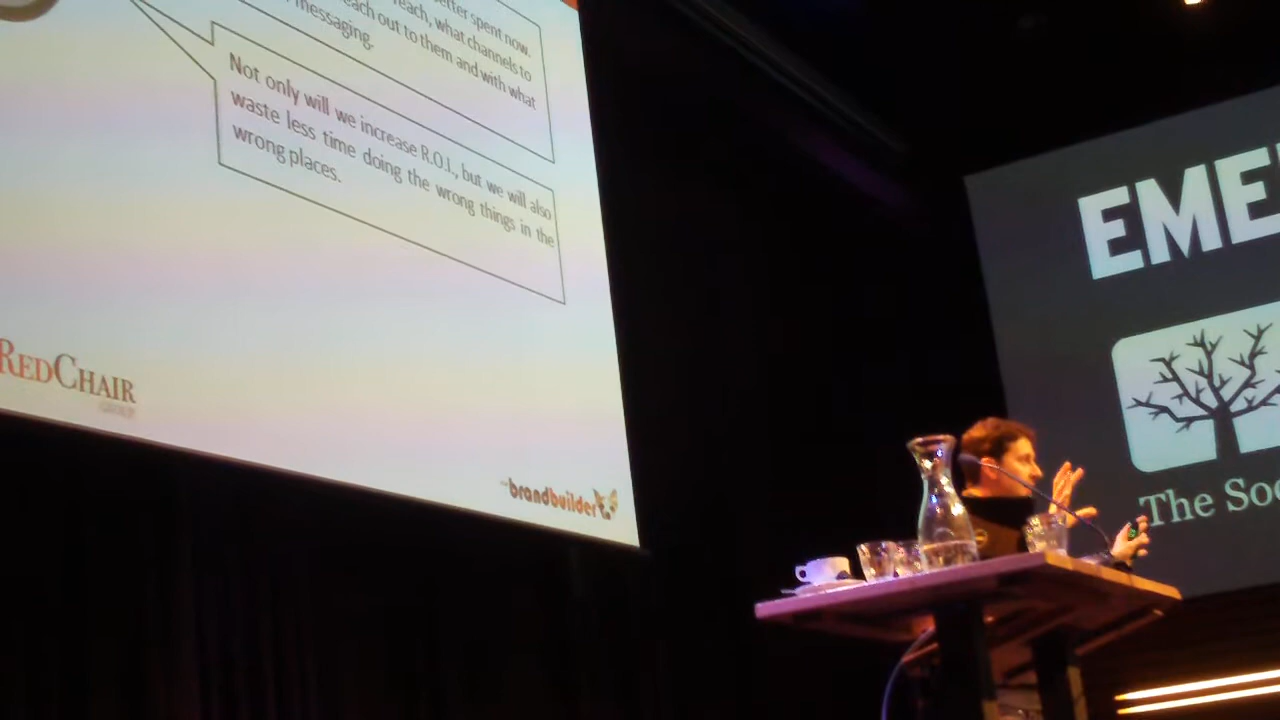 etter spent now.
reach, what channels to
each out to them and with what
messaging.
Not only will we increase R.O.I., but we will also
waste less time doing the wrong things in the
wrong places.
REDCHAIR
brandbuilder
EME
The Soc